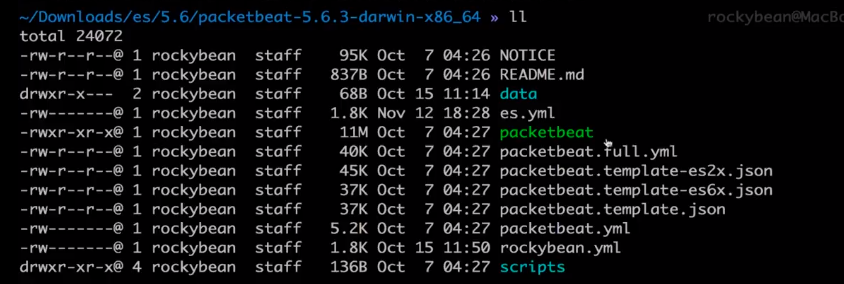 ~/Downloads/es/5.6/packetbeat-5.6.3-darwin-x86_64 » ll rockybean@MacBo
total 24072
-rw-r--r--@ 1 rockybean staff 95K Oct 7 04:26 NOTICE
-rw-r--r--@ 1 rockybean staff 837B Oct 7 04:26 README.md
drwxr-x--- 2 rockybean staff 68B Oct 15 11:14 data
-rw-------@ 1 rockybean staff 1.8K Nov 12 18:28 es.yml
-rwxr-xr-x@ 1 rockybean staff 11M Oct 7 04:27 packetbeat
-rw-r--r--@ 1 rockybean staff 40K Oct 7 04:27 packetbeat.full.yml
-rw-r--r--@ 1 rockybean staff 45K Oct 7 04:27 packetbeat.template-es2x.json
-rw-r--r--@ 1 rockybean staff 37K Oct 7 04:27 packetbeat.template-es6x.json
-rw-r--r--@ 1 rockybean staff 37K Oct 7 04:27 packetbeat.template.json
-rw-------@ 1 rockybean staff 5.2K Oct 7 04:27 packetbeat.yml
-rw-------@ 1 rockybean staff 1.8K Oct 15 11:50 rockybean.yml
drwxr-xr-x@ 4 rockybean staff 136B Oct 7 04:27 scripts